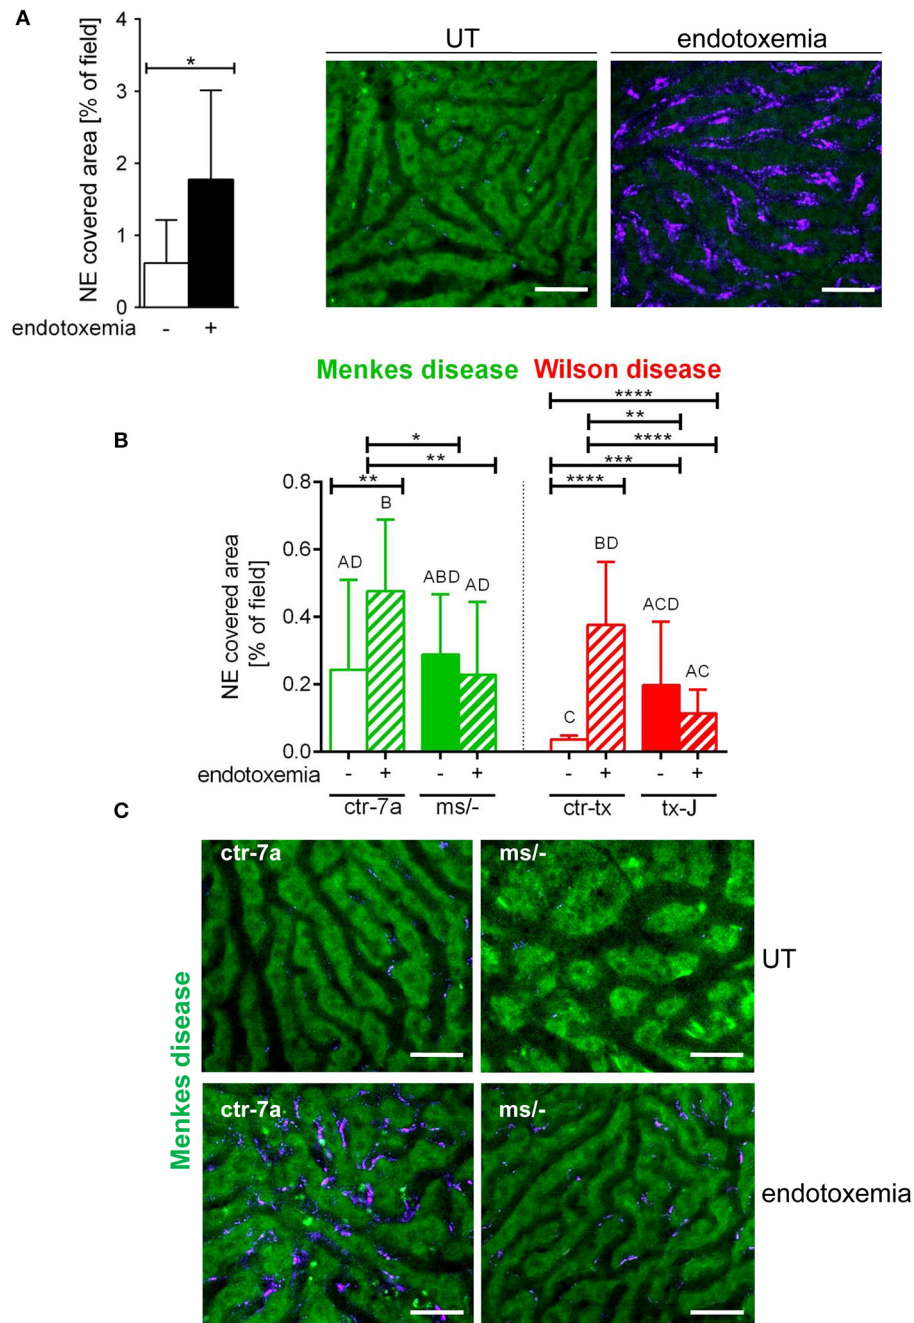 A
NE covered area [% of field]
4
3
2
1
0
*
endotoxemia - +
UT
endotoxemia
Menkes disease
Wilson disease
B
****
**
* ****
** ***
** ****
NE covered area
[% of field]
0.8
0.6
0.4
0.2
0.0
AD
B
ABD
AD
C
BD
ACD
AC
endotoxemia - + - + - + - +
ctr-7a ms/- ctr-tx tx-J
C
Menkes disease
ctr-7a
ms/-
UT
ctr-7a
ms/-
endotoxemia